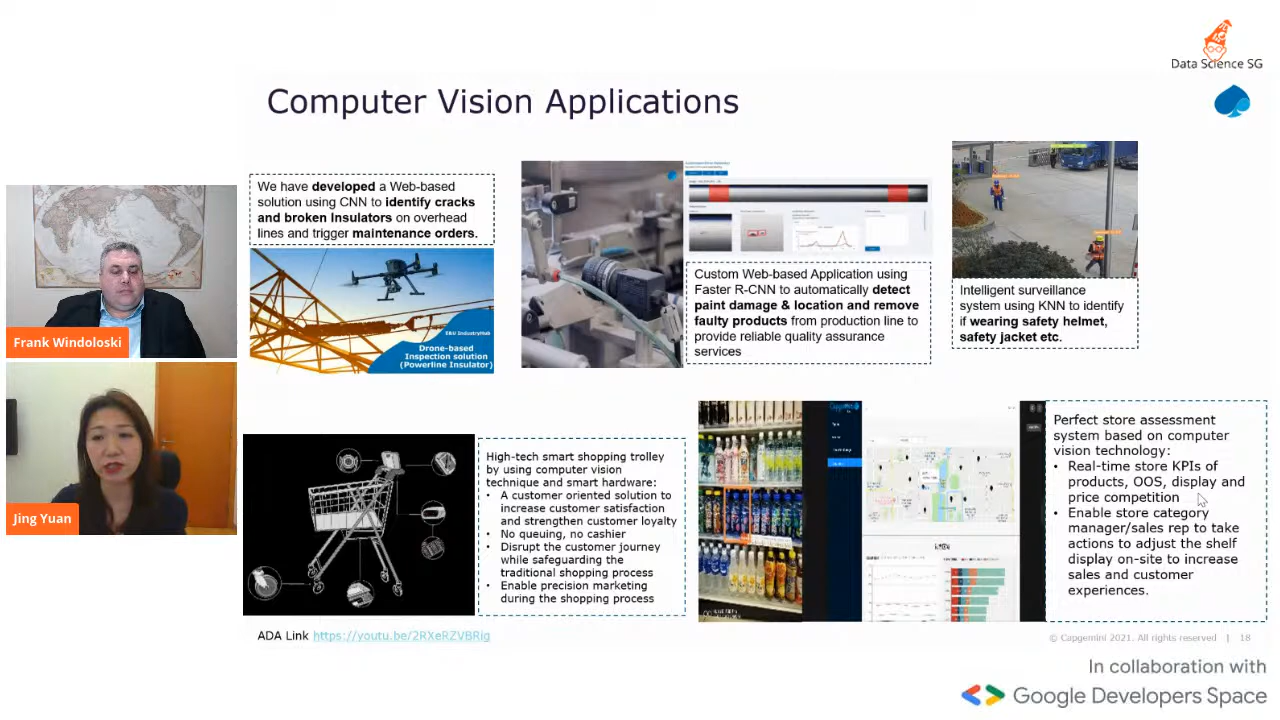 Data Science SG
Computer Vision Applications
We have developed a Web-based
solution using CNN to identify cracks
and broken Insulators on overhead
lines and trigger maintenance orders.
E&U IndustryHub
Drone-based
Inspection solution
(Powerline Insulator)
Custom Web-based Application using
Faster R-CNN to automatically detect
paint damage & location and remove
faulty products from production line to
provide reliable quality assurance
services
Intelligent surveillance
system using KNN to identify
if wearing safety helmet,
safety jacket etc.
Frank Windoloski
Jing Yuan
High-tech smart shopping trolley
by using computer vision
technique and smart hardware:
• A customer oriented solution to
increase customer satisfaction
and strengthen customer loyalty
• No queuing, no cashier
• Disrupt the customer journey
while safeguarding the
traditional shopping process
• Enable precision marketing
during the shopping process
Perfect store assessment
system based on computer
vision technology:
• Real-time store KPIs of
products, OOS, display and
price competition
• Enable store category
manager/sales rep to take
actions to adjust the shelf
display on-site to increase
sales and customer
experiences.
ADA Link https://youtu.be/2RXeRZVBRig
© Capgemini 2021. All rights reserved | 18
In collaboration with
Google Developers Space